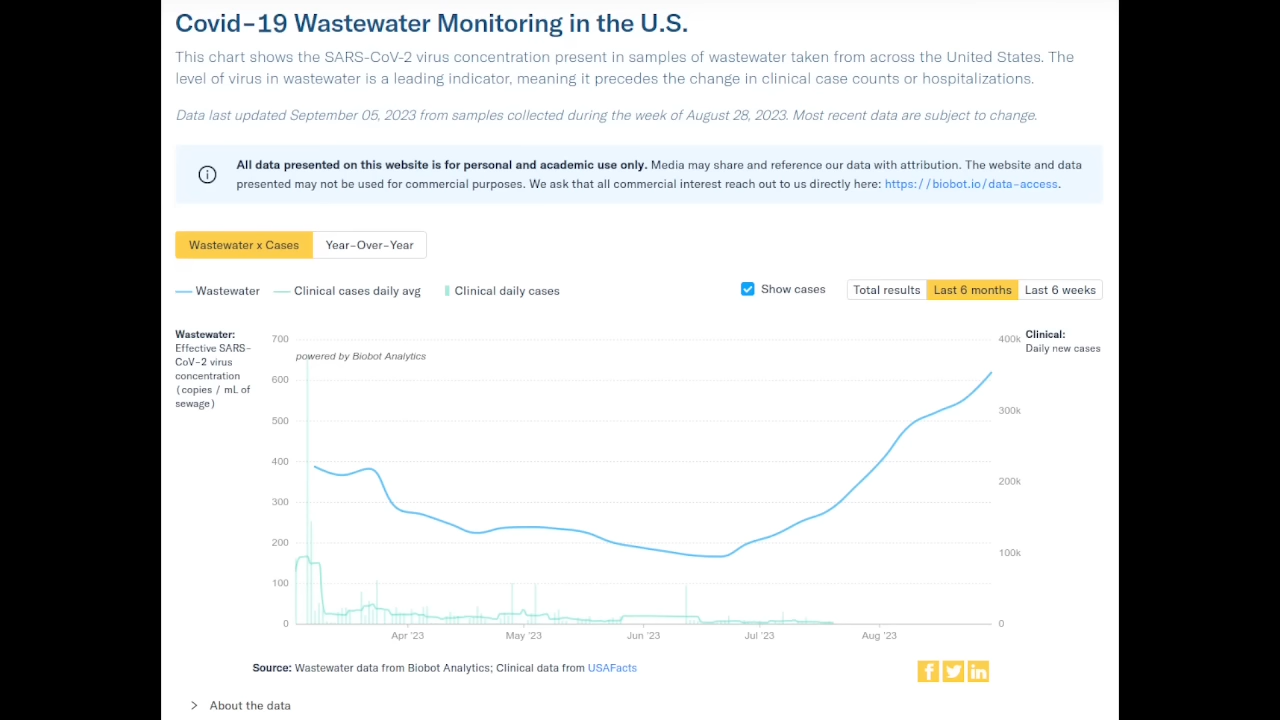 Covid-19 Wastewater Monitoring in the U.S.
This chart shows the SARS-CoV-2 virus concentration present in samples of wastewater taken from across the United States. The
level of virus in wastewater is a leading indicator, meaning it precedes the change in clinical case counts or hospitalizations.
Data last updated September 05, 2023 from samples collected during the week of August 28, 2023. Most recent data are subject to change.
All data presented on this website is for personal and academic use only. Media may share and reference our data with attribution. The website and data
presented may not be used for commercial purposes. We ask that all commercial interest reach out to us directly here: https://biobot.io/data-access.
Wastewater x Cases Year-Over-Year
Wastewater Clinical cases daily avg Clinical daily cases Show cases Total results Last 6 months Last 6 weeks
Wastewater:
Effective SARS-
CoV-2 virus
concentration
(copies / mL of
sewage)
700
600
500
400
300
200
100
0
powered by Biobot Analytics
400k
300k
200k
100k
0
Clinical:
Daily new cases
Apr '23 May '23 Jun '23 Jul '23 Aug '23
Source: Wastewater data from Biobot Analytics; Clinical data from USAFacts
f in
> About the data